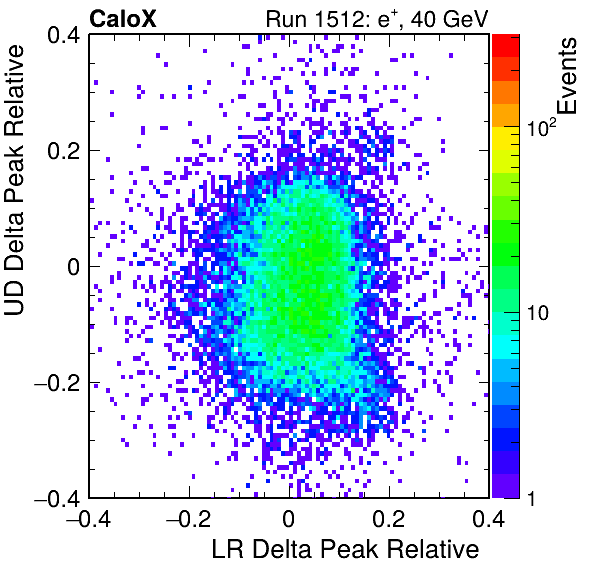 CaloX Run 1512: e⁺, 40 GeV
UD Delta Peak Relative
0.4
0.2
0
−0.2
−0.4
−0.4 −0.2 0 0.2 0.4
LR Delta Peak Relative
Events
10²
10
1